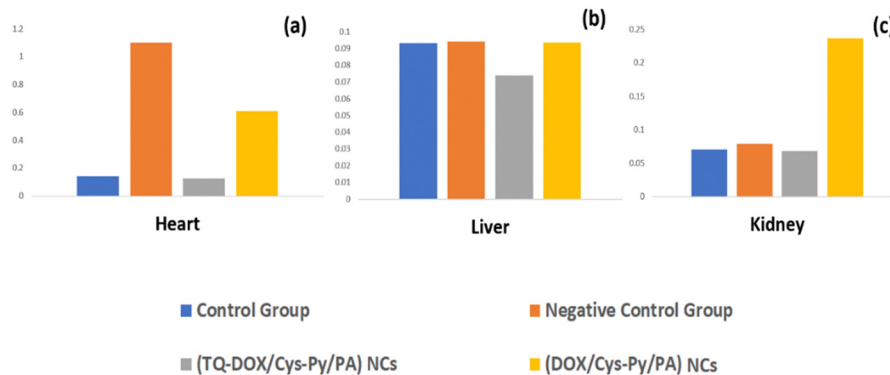 (a)
1.2
1
0.8
0.6
0.4
0.2
0
Heart
(b)
0.1
0.09
0.08
0.07
0.06
0.05
0.04
0.03
0.02
0.01
0
Liver
(c)
0.25
0.2
0.15
0.1
0.05
0
Kidney
Control Group
Negative Control Group
(TQ-DOX/Cys-Py/PA) NCs
(DOX/Cys-Py/PA) NCs